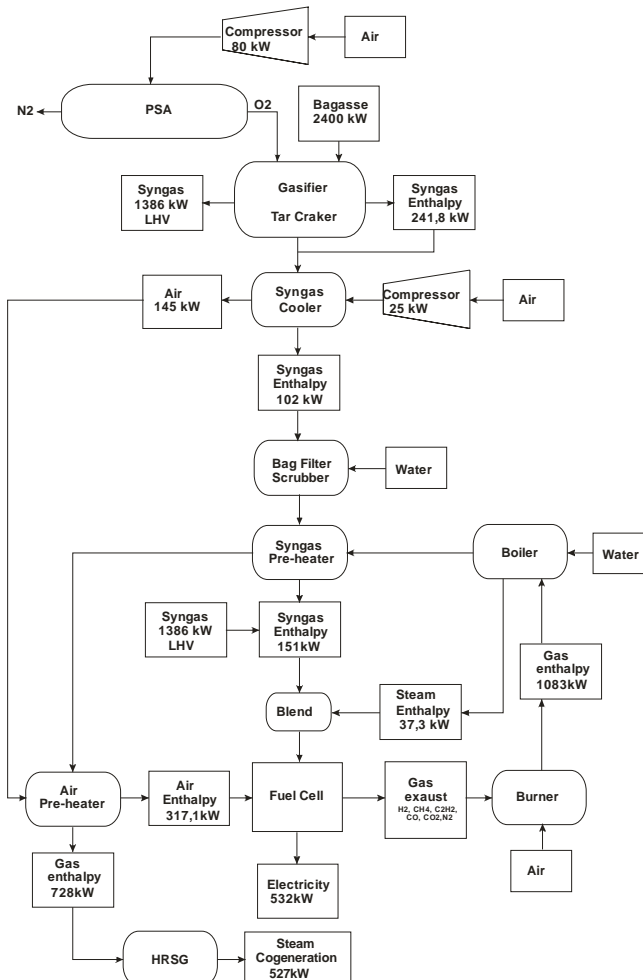 Compressor
80 kW
Air
N2
PSA
O2
Bagasse
2400 kW
Syngas
1386 kW
LHV
Gasifier
Tar Craker
Syngas
Enthalpy
241,8 kW
Air
145 kW
Syngas
Cooler
Compressor
25 kW
Air
Syngas
Enthalpy
102 kW
Bag Filter
Scrubber
Water
Syngas
Pre-heater
Boiler
Water
Syngas
1386 kW
LHV
Syngas
Enthalpy
151kW
Gas
enthalpy
1083kW
Blend
Steam
Enthalpy
37,3 kW
Air
Pre-heater
Air
Enthalpy
317,1kW
Fuel Cell
Gas
exaust
H2, CH4, C2H2,
CO, CO2,N2
Burner
Gas
enthalpy
728kW
Electricity
532kW
Air
HRSG
Steam
Cogeneration
527kW